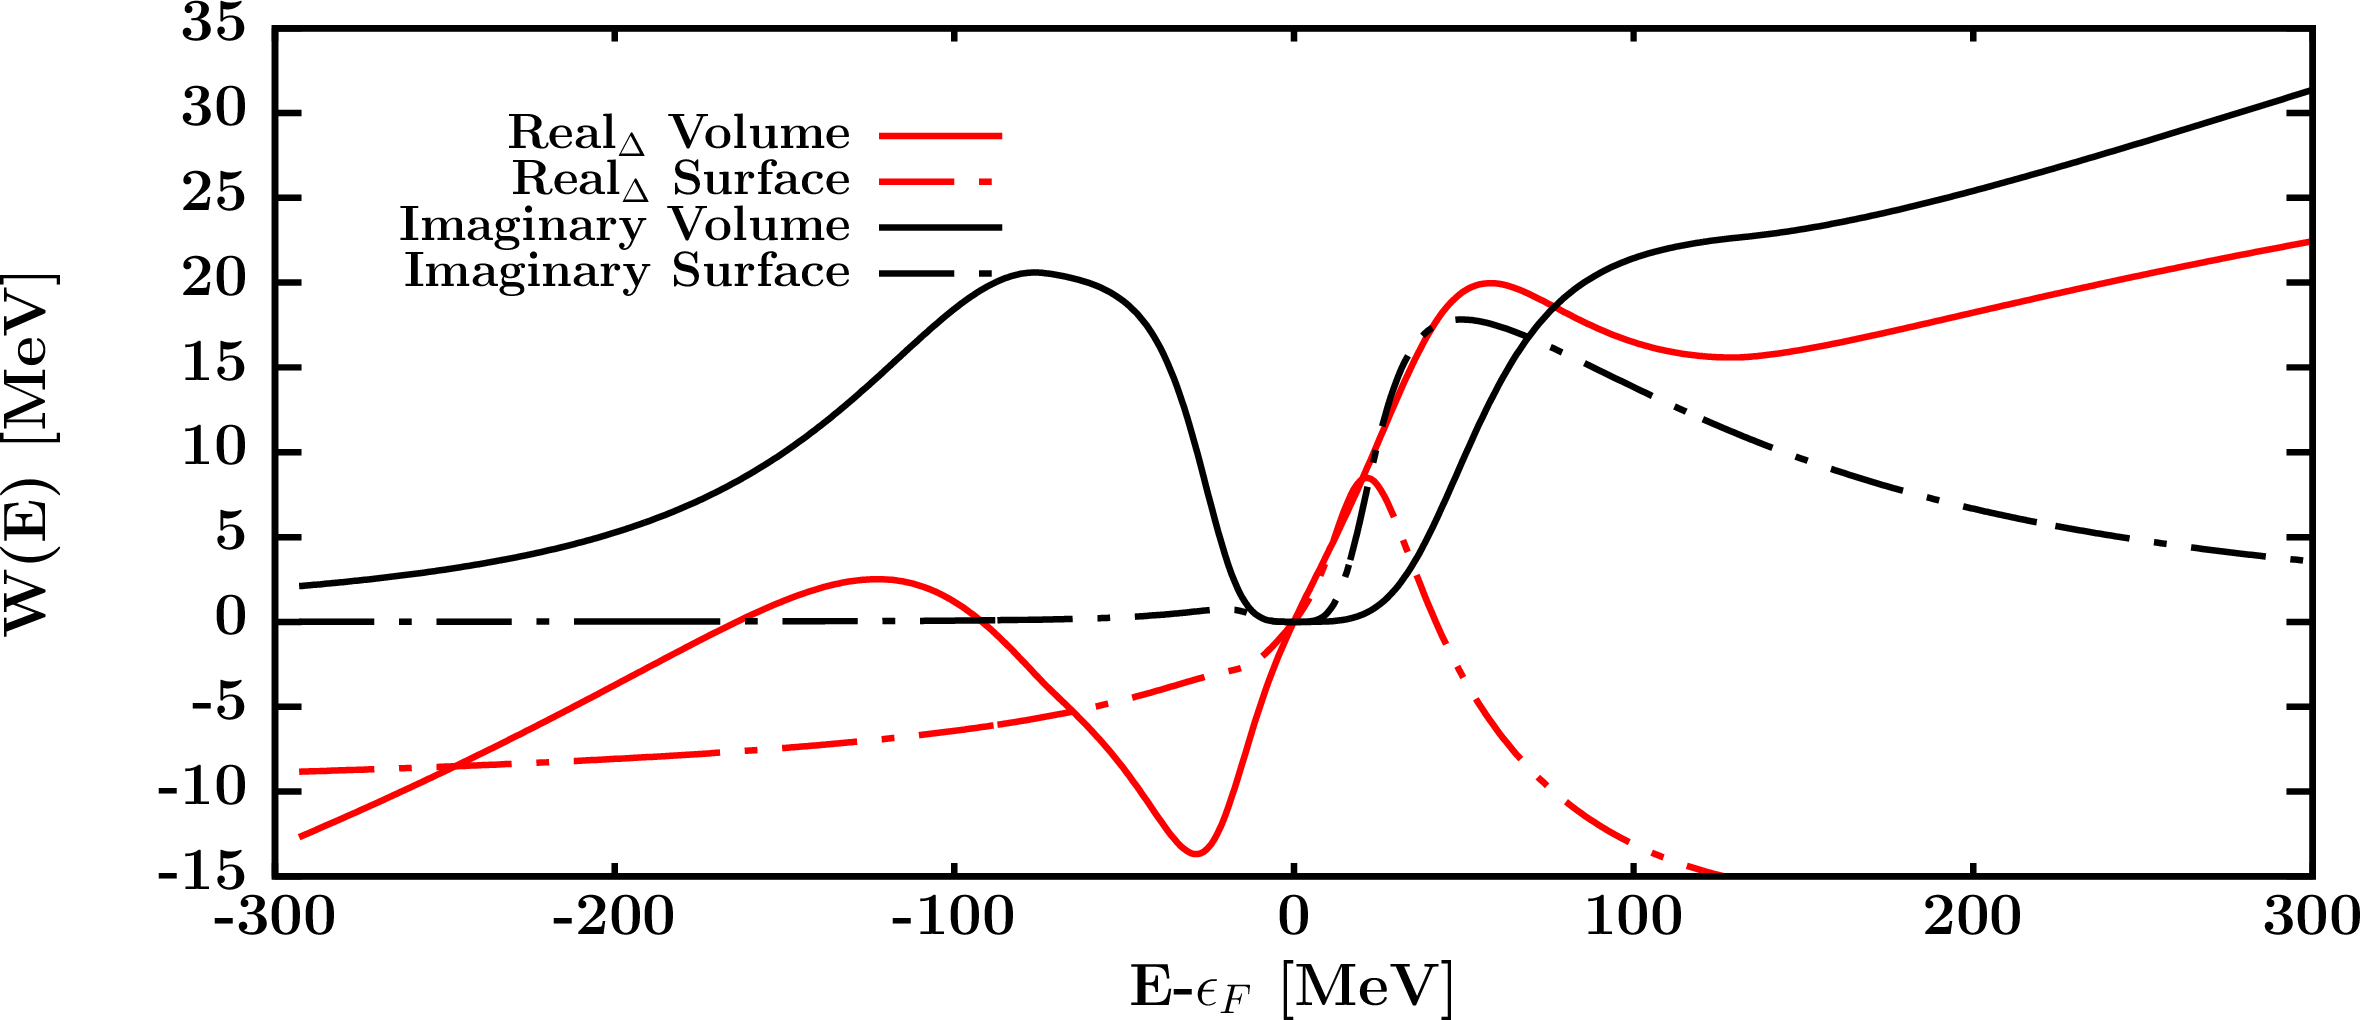 35
30
25
20
15
10
5
0
-5
-10
-15
W(E) [MeV]
Real_Δ Volume
Real_Δ Surface
Imaginary Volume
Imaginary Surface
-300 -200 -100 0 100 200 300
E-ϵ_F [MeV]